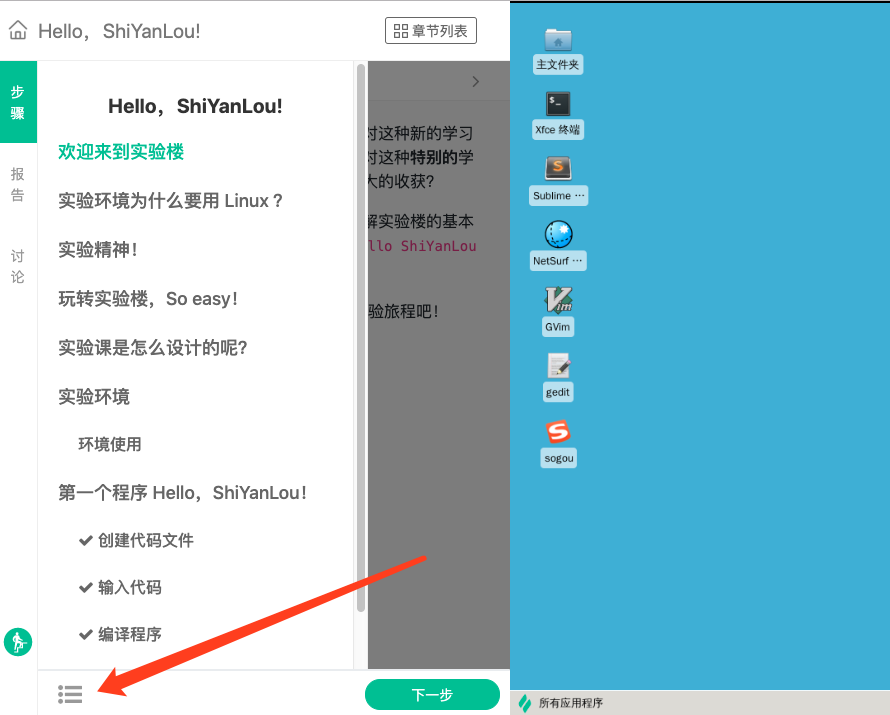 Hello，ShiYanLou!
章节列表
步骤
报告
讨论
Hello，ShiYanLou!
欢迎来到实验楼
实验环境为什么要用 Linux ?
实验精神!
玩转实验楼，So easy!
实验课是怎么设计的呢?
实验环境
环境使用
第一个程序 Hello，ShiYanLou!
创建代码文件
输入代码
编译程序
对这种新的学习
对这种特别的学
大的收获?
解实验楼的基本
llo ShiYanLou
验旅程吧!
下一步
主文件夹
Xfce 终端
Sublime ···
NetSurf ···
GVim
gedit
sogou
所有应用程序